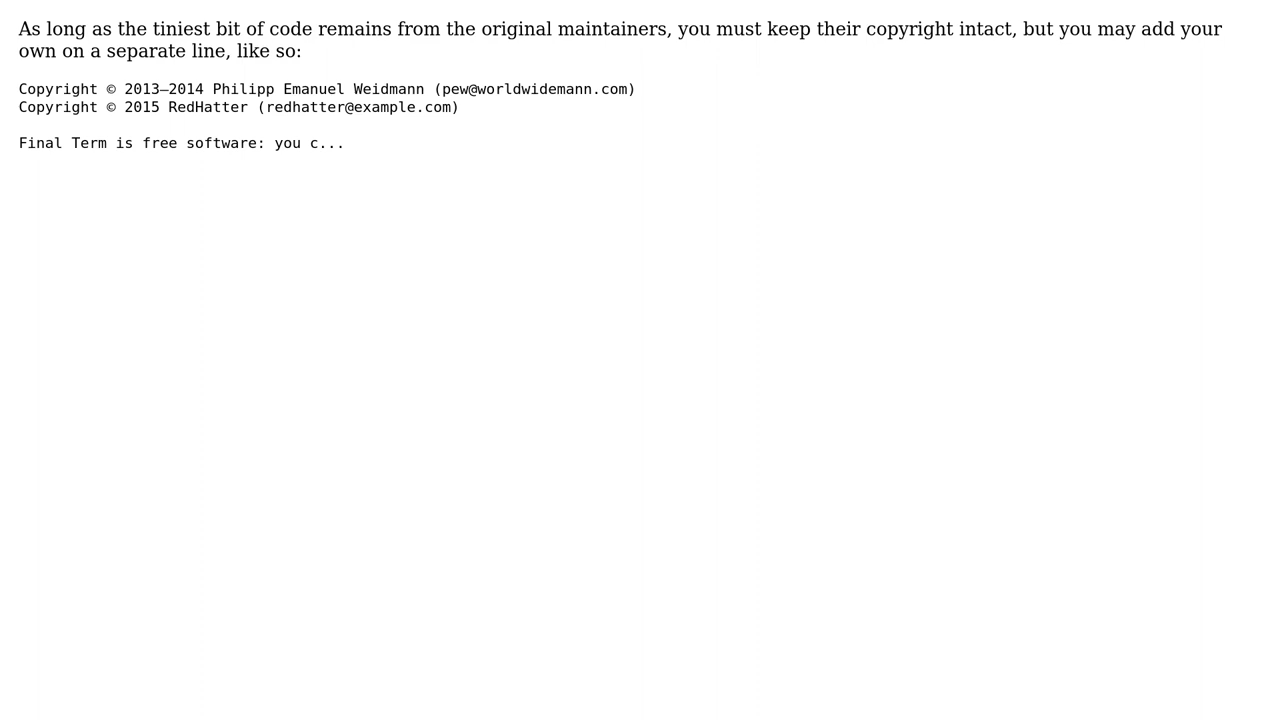 As long as the tiniest bit of code remains from the original maintainers, you must keep their copyright intact, but you may add your
own on a separate line, like so:
Copyright © 2013–2014 Philipp Emanuel Weidmann (pew@worldwidemann.com)
Copyright © 2015 RedHatter (redhatter@example.com)
Final Term is free software: you c...